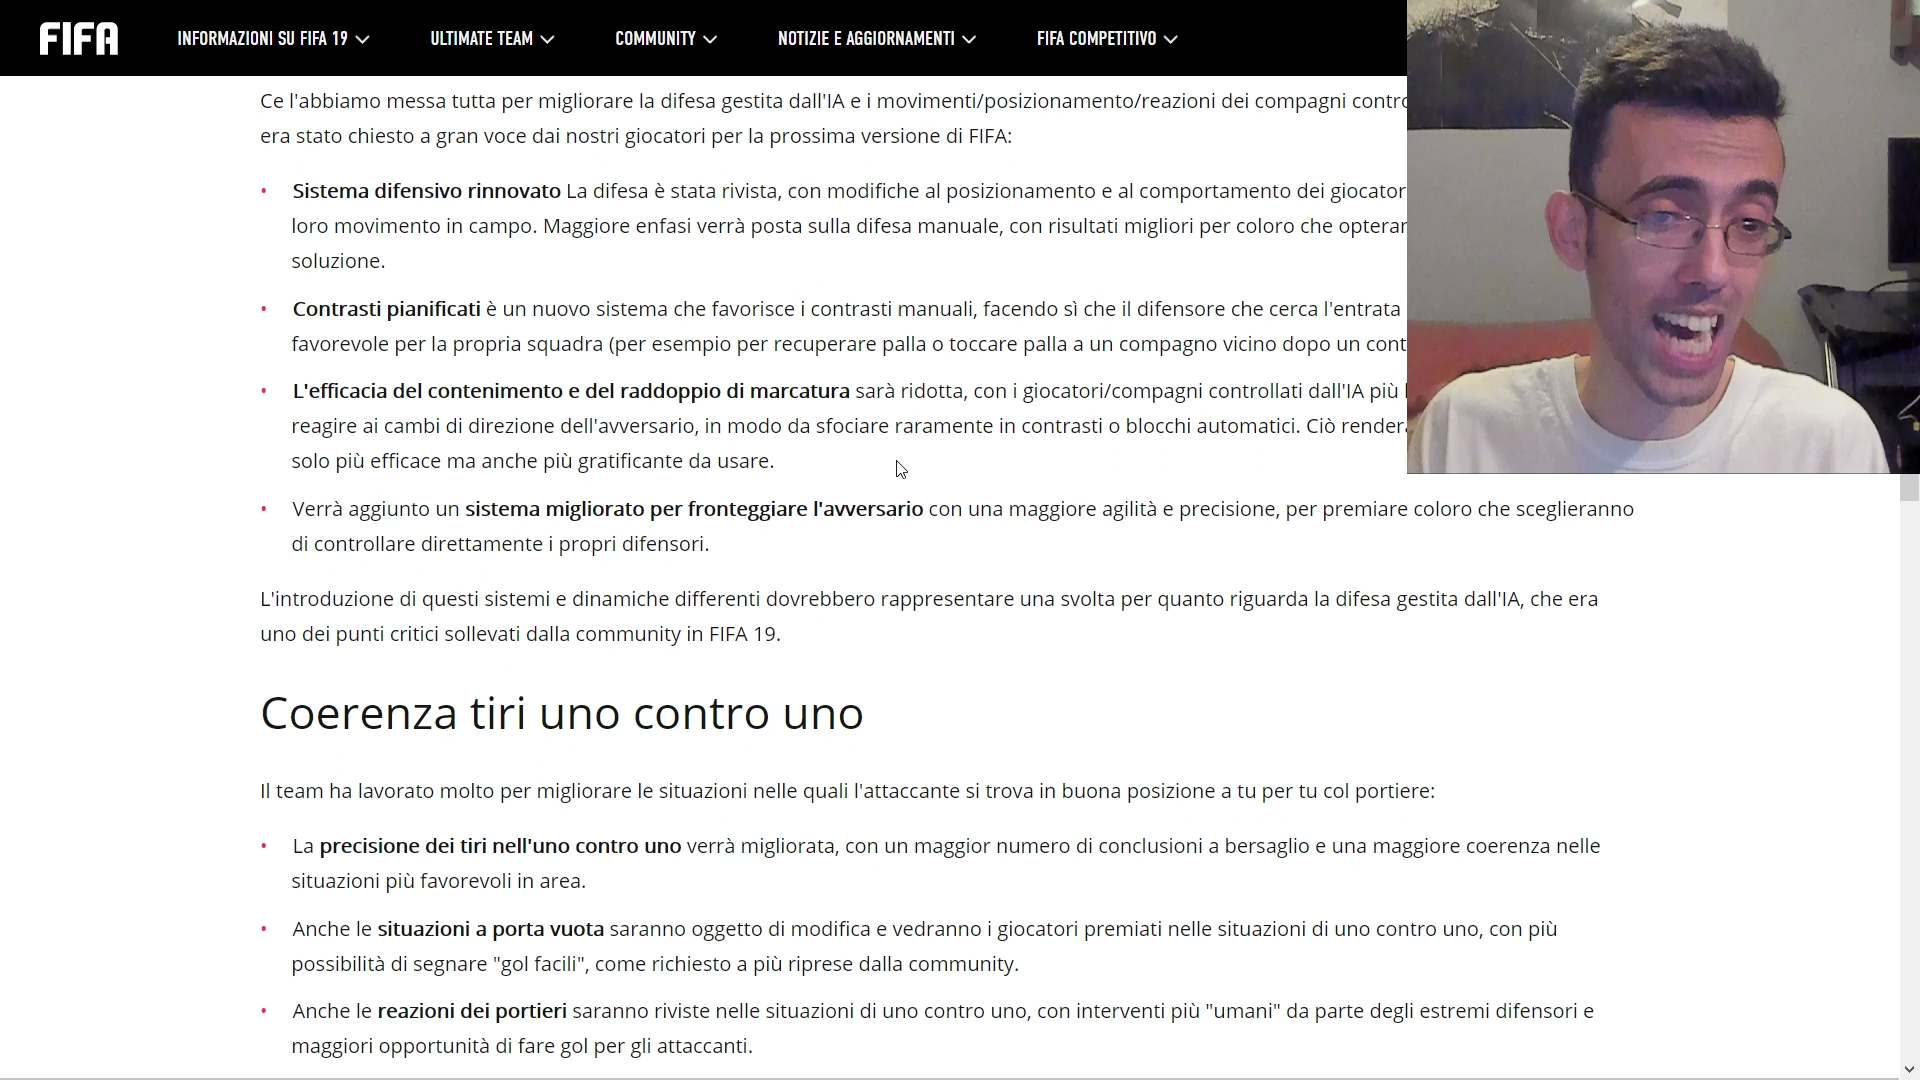 FIFA INFORMAZIONI SU FIFA 19 ULTIMATE TEAM COMMUNITY NOTIZIE E AGGIORNAMENTI FIFA COMPETITIVO
Ce l'abbiamo messa tutta per migliorare la difesa gestita dall'IA e i movimenti/posizionamento/reazioni dei compagni
era stato chiesto a gran voce dai nostri giocatori per la prossima versione di FIFA:
• Sistema difensivo rinnovato La difesa è stata rivista, con modifiche al posizionamento e al comportamento dei
loro movimento in campo. Maggiore enfasi verrà posta sulla difesa manuale, con risultati migliori per coloro che
soluzione.
• Contrasti pianificati è un nuovo sistema che favorisce i contrasti manuali, facendo sì che il difensore che cerca l'entrata
favorevole per la propria squadra (per esempio per recuperare palla o toccare palla a un compagno vicino dopo un
• L'efficacia del contenimento e del raddoppio di marcatura sarà ridotta, con i giocatori/compagni controllati dall'IA più
reagire ai cambi di direzione dell'avversario, in modo da sfociare raramente in contrasti o blocchi automatici. Ciò
solo più efficace ma anche più gratificante da usare.
• Verrà aggiunto un sistema migliorato per fronteggiare l'avversario con una maggiore agilità e precisione, per premiare coloro che sceglieranno
di controllare direttamente i propri difensori.
L'introduzione di questi sistemi e dinamiche differenti dovrebbero rappresentare una svolta per quanto riguarda la difesa gestita dall'IA, che era
uno dei punti critici sollevati dalla community in FIFA 19.
Coerenza tiri uno contro uno
Il team ha lavorato molto per migliorare le situazioni nelle quali l'attaccante si trova in buona posizione a tu per tu col portiere:
• La precisione dei tiri nell'uno contro uno verrà migliorata, con un maggior numero di conclusioni a bersaglio e una maggiore coerenza nelle
situazioni più favorevoli in area.
• Anche le situazioni a porta vuota saranno oggetto di modifica e vedranno i giocatori premiati nelle situazioni di uno contro uno, con più
possibilità di segnare "gol facili", come richiesto a più riprese dalla community.
• Anche le reazioni dei portieri saranno riviste nelle situazioni di uno contro uno, con interventi più "umani" da parte degli estremi difensori e
maggiori opportunità di fare gol per gli attaccanti.